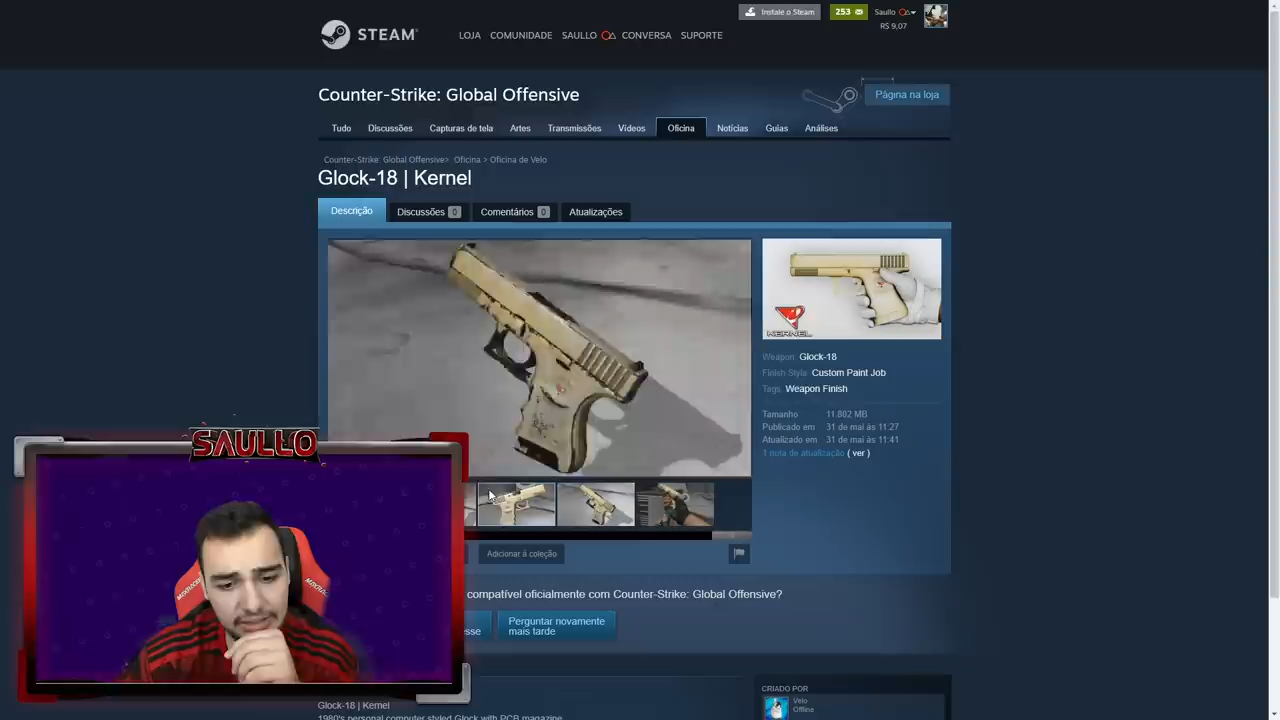 Instale o Steam
253
Saullo
R$ 9,07
STEAM®
LOJA COMUNIDADE SAULLO CONVERSA SUPORTE
Counter-Strike: Global Offensive
Página na loja
Tudo Discussões Capturas de tela Artes Transmissões Vídeos Oficina Notícias Guias Análises
Counter-Strike: Global Offensive> Oficina > Oficina de Velo
Glock-18 | Kernel
Descrição Discussões 0 Comentários 0 Atualizações
KERNEL
Weapon: Glock-18
Finish Style: Custom Paint Job
Tags: Weapon Finish
Tamanho 11.802 MB
Publicado em 31 de mai às 11:27
Atualizado em 31 de mai às 11:41
1 nota de atualização ( ver )
SAULLO
Adicionar à coleção
compatível oficialmente com Counter-Strike: Global Offensive?
esse
Perguntar novamente
mais tarde
CRIADO POR
Velo
Offline
Glock-18 | Kernel
1980's personal computer styled Glock with PCB magazine